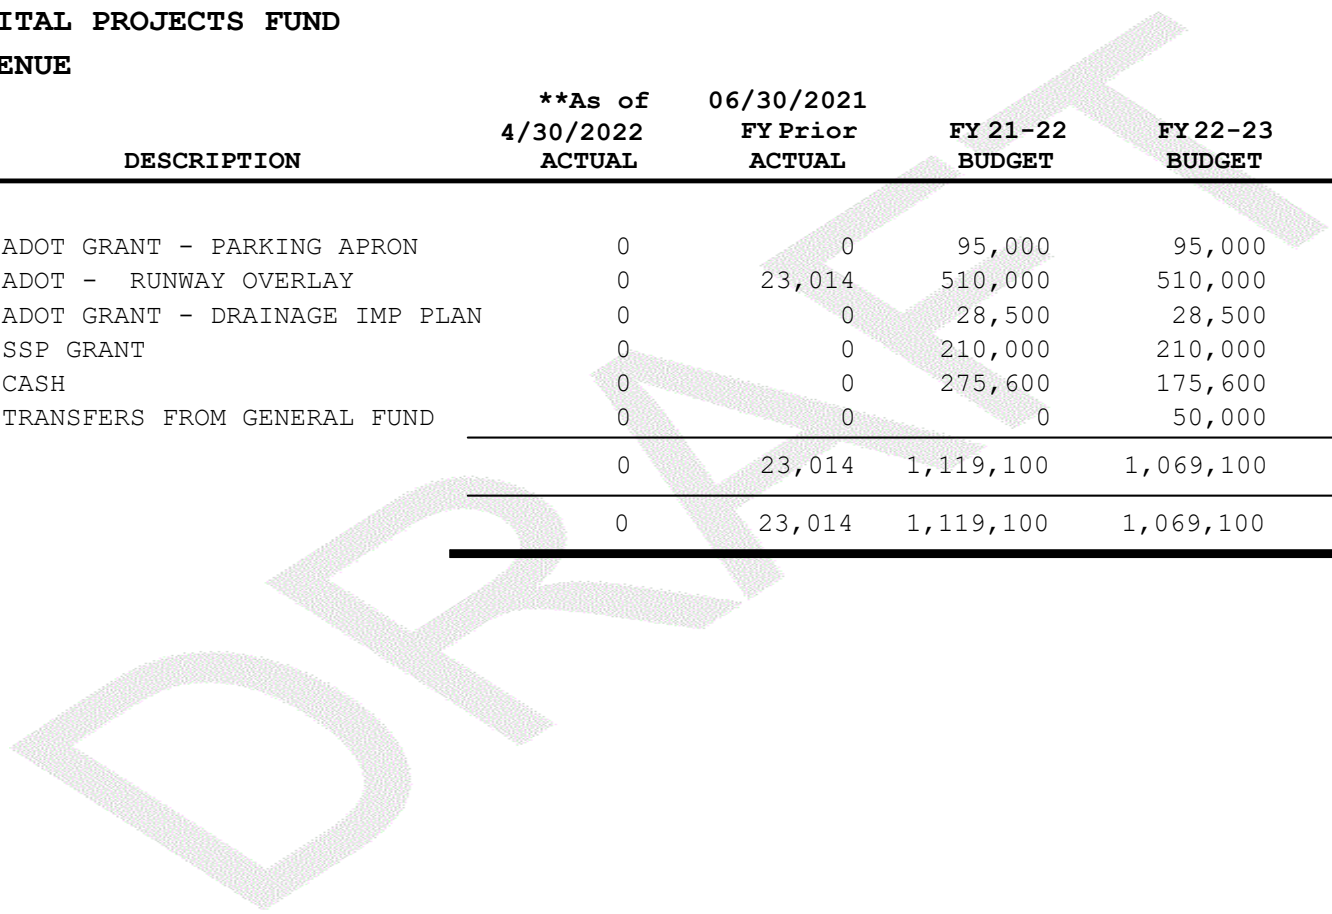 ITAL PROJECTS FUND
ENUE
**As of 06/30/2021
4/30/2022 FY Prior FY 21-22 FY 22-23
DESCRIPTION ACTUAL ACTUAL BUDGET BUDGET
ADOT GRANT - PARKING APRON 0 0 95,000 95,000
ADOT - RUNWAY OVERLAY 0 23,014 510,000 510,000
ADOT GRANT - DRAINAGE IMP PLAN 0 0 28,500 28,500
SSP GRANT 0 0 210,000 210,000
CASH 0 0 275,600 175,600
TRANSFERS FROM GENERAL FUND 0 0 0 50,000
0 23,014 1,119,100 1,069,100
0 23,014 1,119,100 1,069,100
DRAFT